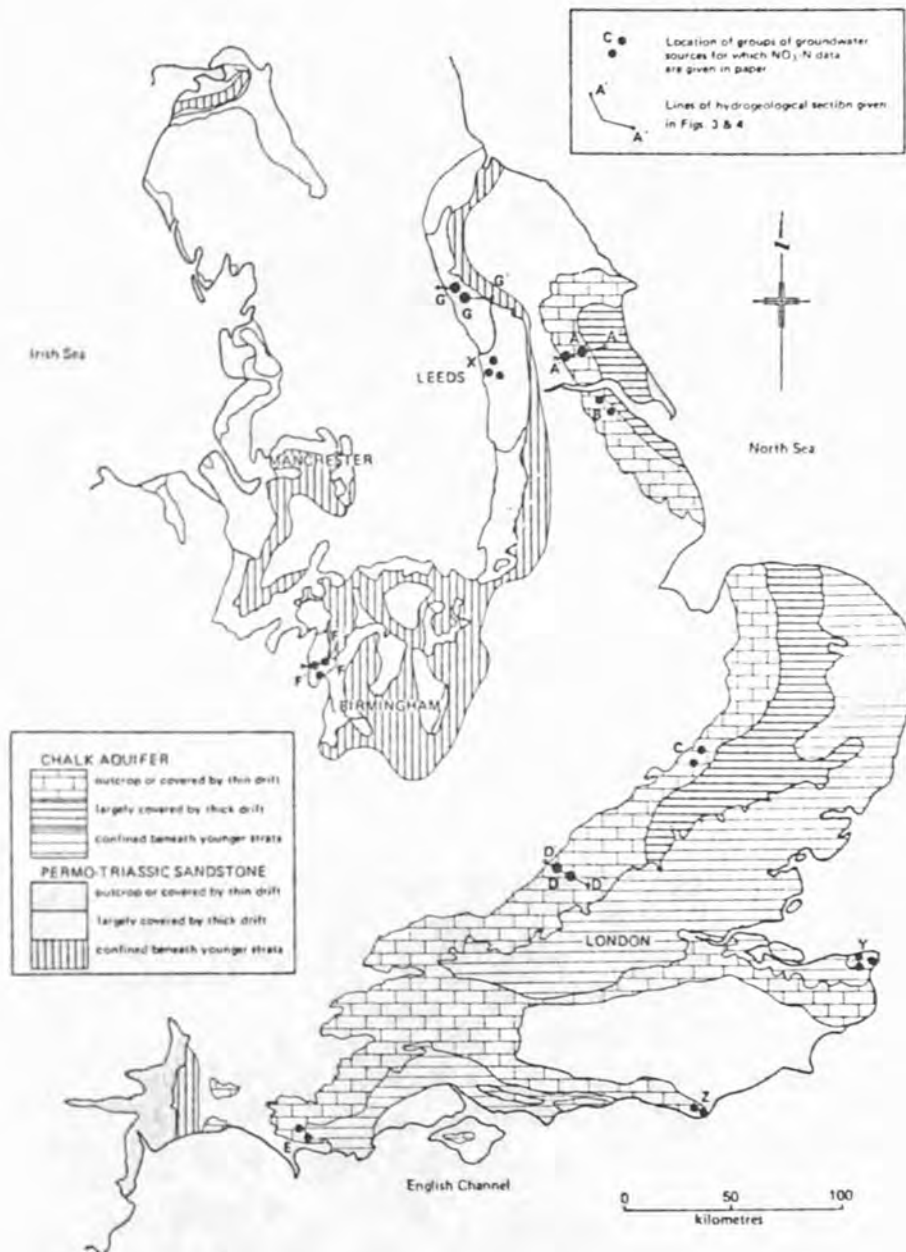 C
Location of groups of groundwater
sources for which NO3-N data
are given in paper
A'
Lines of hydrogeological section given
in Figs. 3 & 4
A'
G'
G
G
Irish Sea
A
A
A
X
LEEDS
B
North Sea
MANCHESTER
F
F
F
BIRMINGHAM
CHALK AQUIFER
outcrop or covered by thin drift
largely covered by thick drift
confined beneath younger strata
PERMO-TRIASSIC SANDSTONE
outcrop or covered by thin drift
largely covered by thick drift
confined beneath younger strata
C
D
D
D'
LONDON
Y
Z
E
English Channel
0 50 100
kilometres